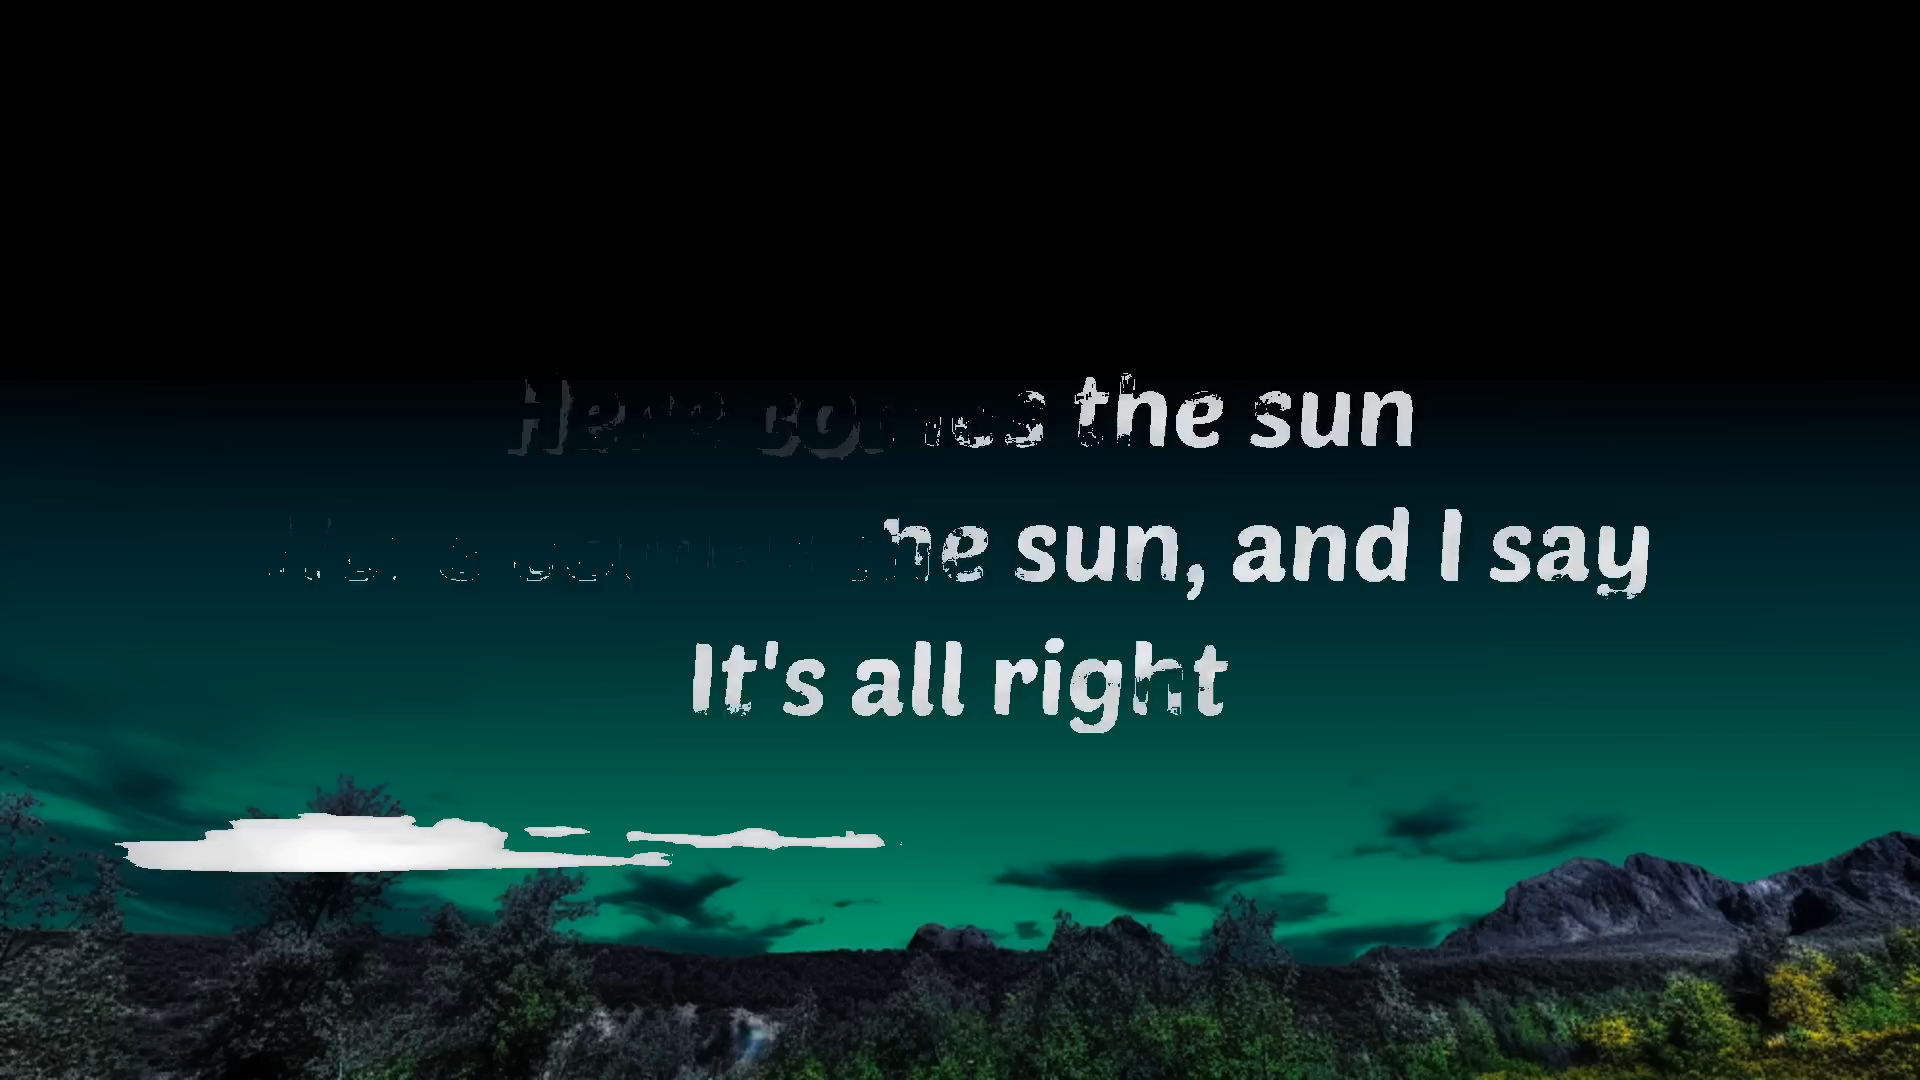 Here comes the sun
Here comes the sun, and I say
It's all right